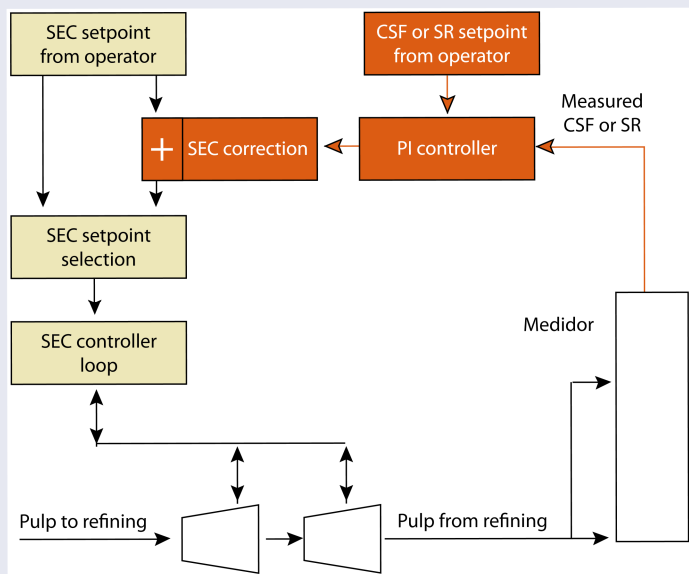 SEC setpoint
from operator
CSF or SR setpoint
from operator
Measured
CSF or SR
+
SEC correction
PI controller
SEC setpoint
selection
Medidor
SEC controller
loop
Pulp to refining
Pulp from refining